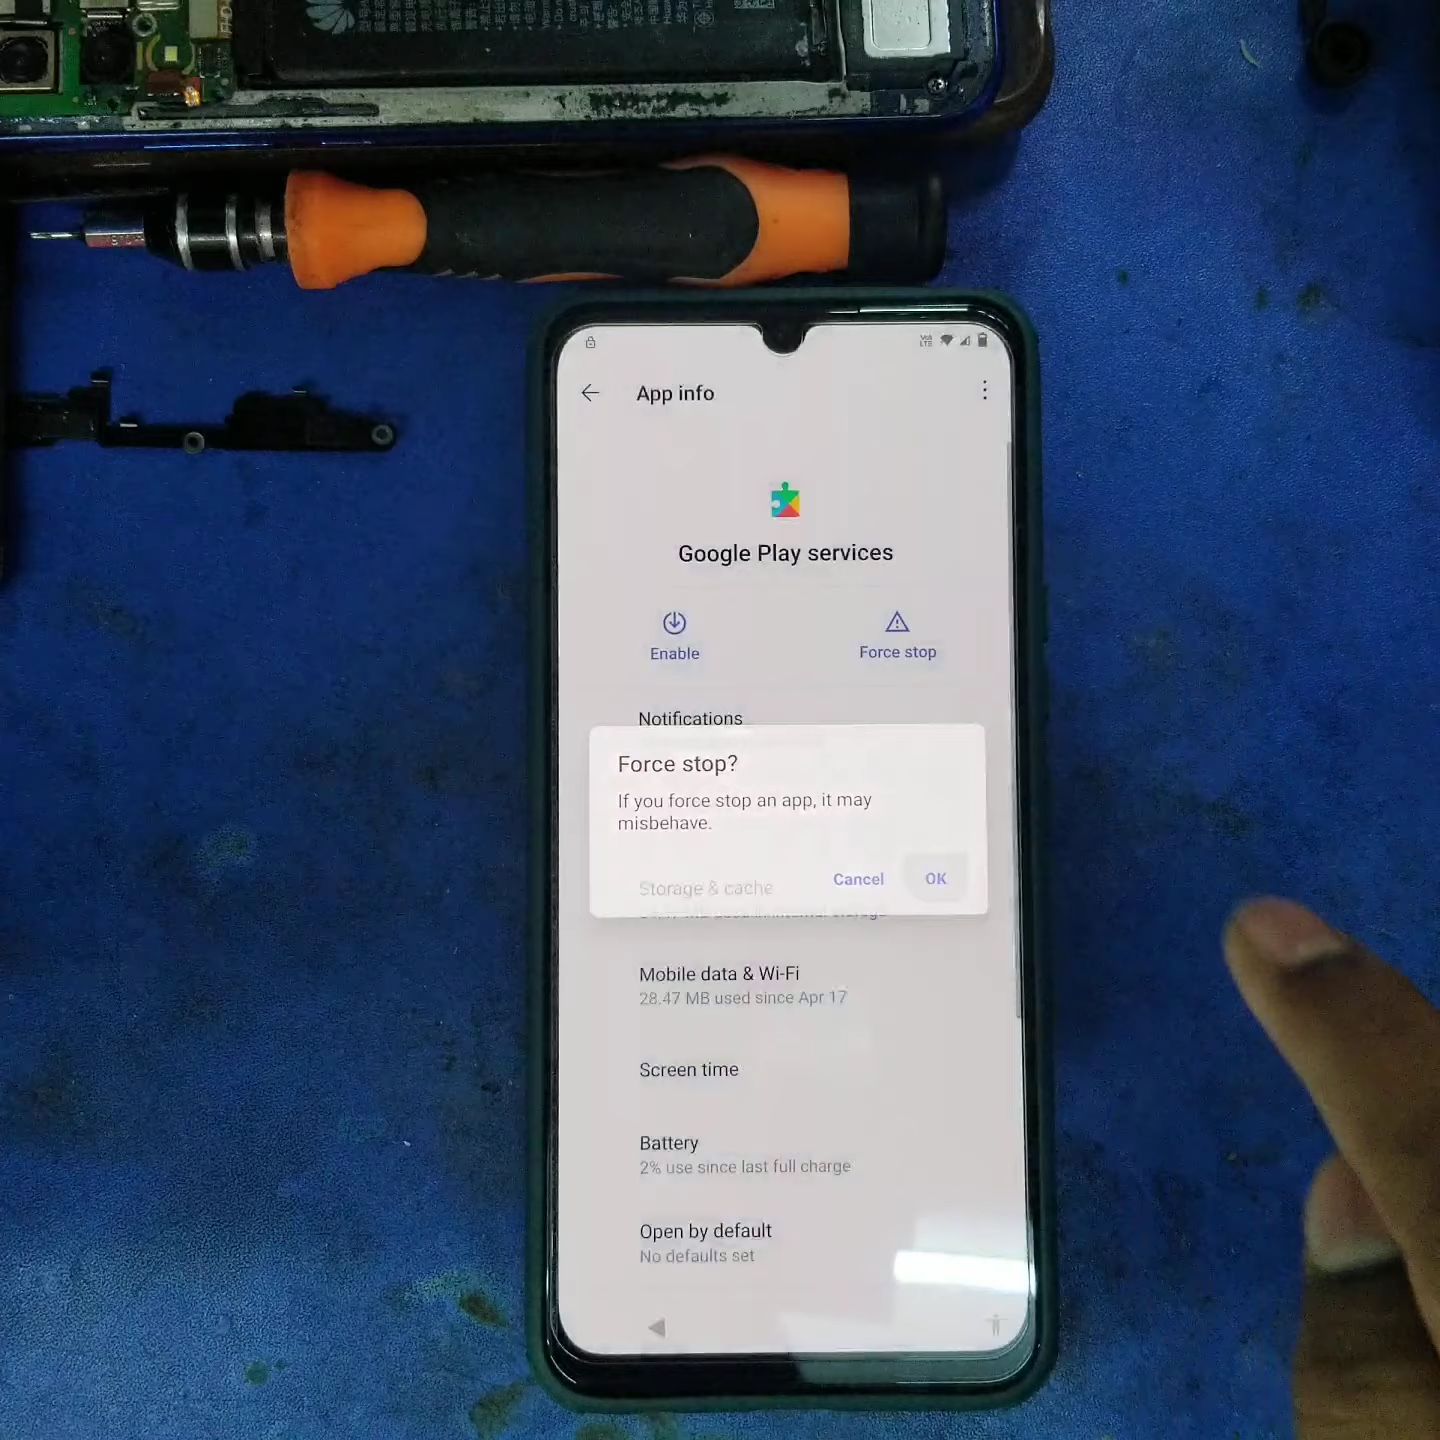 Vo)
LTE
App info
Google Play services
Enable
Force stop
Notifications
Force stop?
If you force stop an app, it may
misbehave.
Cancel
OK
Storage & cache
Mobile data & Wi-Fi
28.47 MB used since Apr 17
Screen time
Battery
2% use since last full charge
Open by default
No defaults set